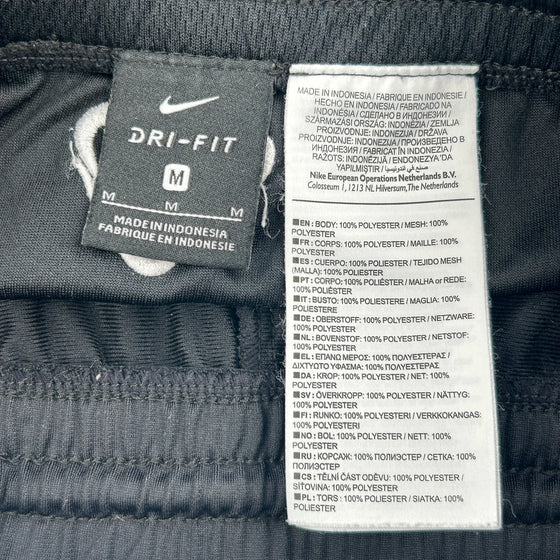 DRI-FIT
M
M M M
MADE IN INDONESIA
FABRIQUE EN INDONESIE
MADE IN INDONESIA / FABRIQUE EN INDONESIE /
HECHO EN INDONESIA / FABRICADO NA
INDONÉSIA / СДЕЛАНО В ИНДОНЕЗИИ /
SZÁRMAZÁSI ORSZÁG: INDONÉZIA / ZEMLJA
PROIZVODNJE: INDONEZIJA / DRŽAVA
PROIZVODNJE: INDONEZIJA / ПРОИЗВЕДЕНО В
ИНДОНЕЗИЯ / FABRICAT ÎN INDONEZIA /
RAŽOTS: INDONĒZIJĀ / ENDONEZYA'DA
YAPILMIŞTIR / صنع في اندونيسيا
Nike European Operations Netherlands B.V.
Colosseum 1, 1213 NL Hilversum, The Netherlands
■EN: BODY: 100% POLYESTER / MESH: 100%
POLYESTER
■FR: CORPS: 100% POLYESTER / MAILLE: 100%
POLYESTER
■ES: CUERPO: 100% POLIESTER / TEJIDO MESH
(MALLA): 100% POLIESTER
■PT: CORPO: 100% POLIÉSTER / MALHA or REDE:
100% POLIÉSTER
■IT: BUSTO: 100% POLIESTERE / MAGLIA: 100%
POLIESTERE
■DE: OBERSTOFF: 100% POLYESTER / NETZWARE:
100% POLYESTER
■NL: BOVENSTOF: 100% POLYESTER / NETSTOF:
100% POLYESTER
■EL: ΕΠΑΝΩ ΜΕΡΟΣ: 100% ΠΟΛΥΕΣΤΕΡΑΣ /
ΔΙΧΤΥΩΤΟ ΥΦΑΣΜΑ: 100% ΠΟΛΥΕΣΤΕΡΑΣ
■DA: KROP: 100% POLYESTER / NET: 100%
POLYESTER
■SV: ÖVERKROPP: 100% POLYESTER / NÄTTYG:
100% POLYESTER
■FI: RUNKO: 100% POLYESTERI / VERKKOKANGAS:
100% POLYESTERI
■NO: BOL: 100% POLYESTER / NETT: 100%
POLYESTER
■RU: КОРСАЖ: 100% ПОЛИЭСТЕР / СЕТКА: 100%
ПОЛИЭСТЕР
■CS: TĚLNÍ ČÁST ODĚVU: 100% POLYESTER /
SÍŤOVINA: 100% POLYESTER
■PL: TORS: 100% POLIESTER / SIATKA: 100%
POLIESTER